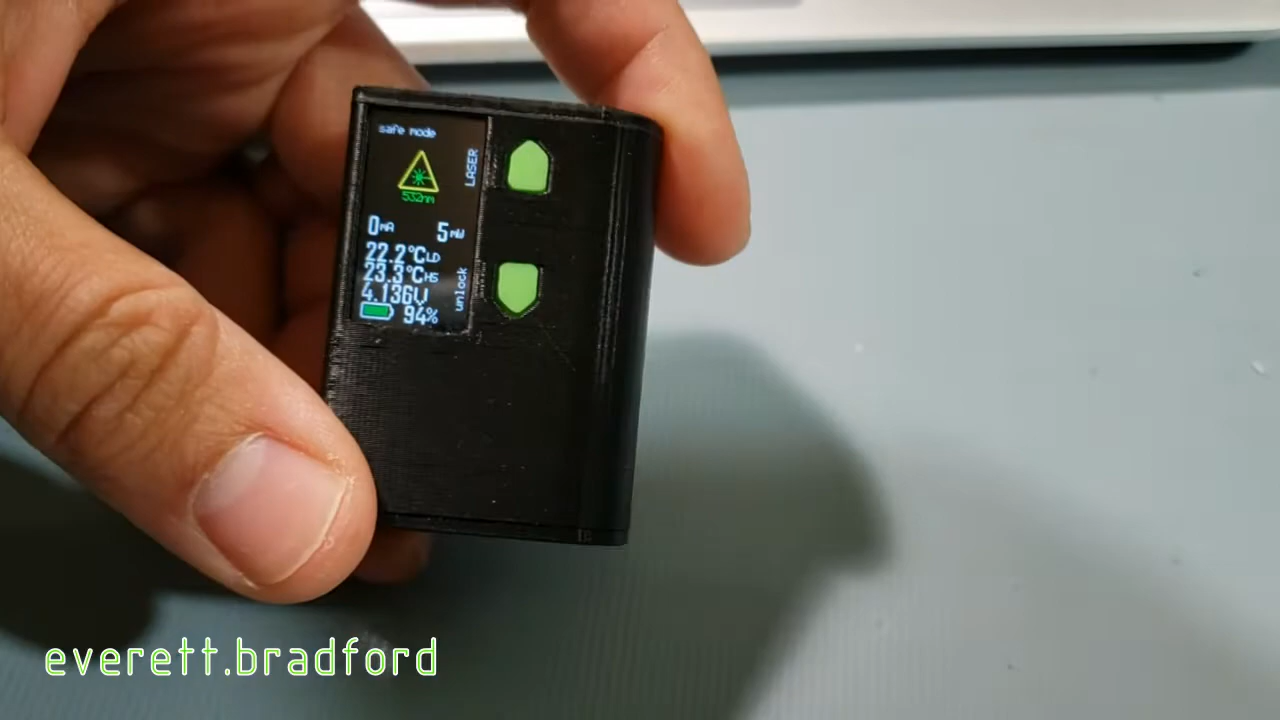 safe mode
LASER
532nm
0mA 5mW
22.2°CLD
23.3°CHS
4.136V
unlock
94%
everett.bradford